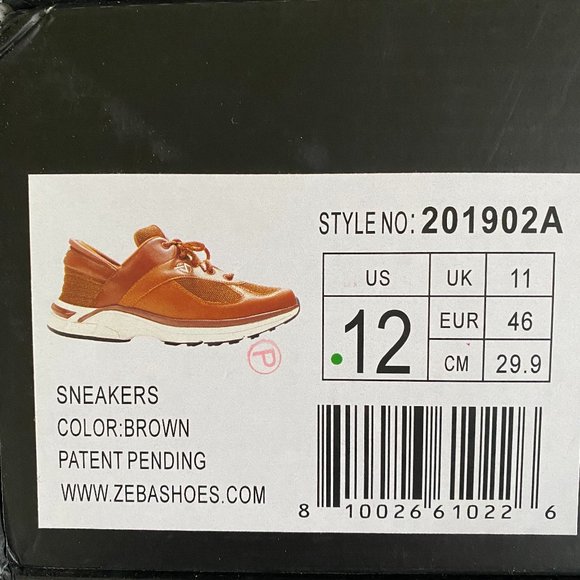 STYLE NO: 201902A
US UK 11
12 EUR 46
CM 29.9
P
SNEAKERS
COLOR:BROWN
PATENT PENDING
WWW.ZEBASHOES.COM
8 10026 61022 6